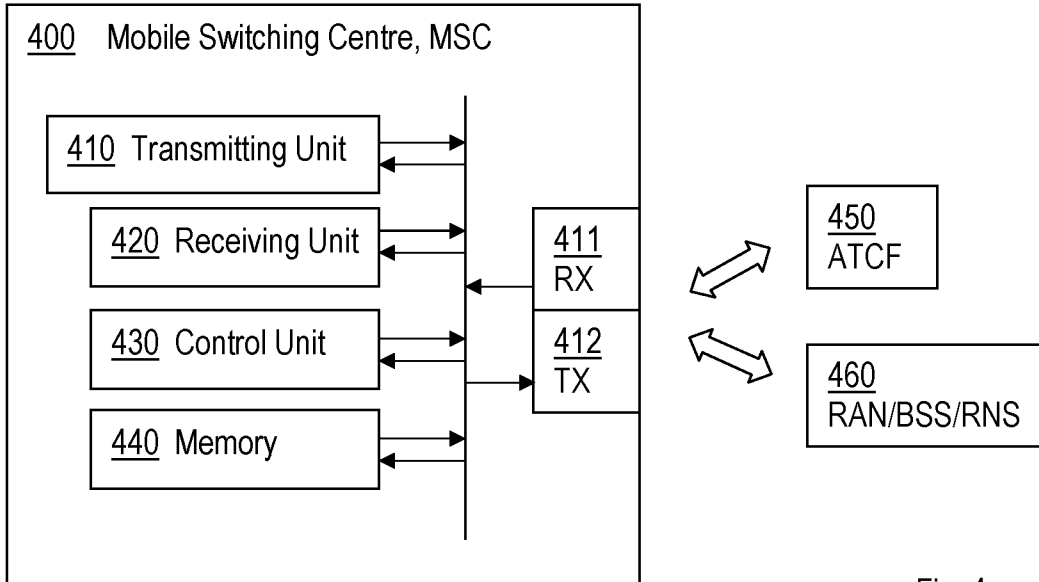 400 Mobile Switching Centre, MSC
410 Transmitting Unit
420 Receiving Unit
430 Control Unit
440 Memory
411
RX
412
TX
450
ATCF
460
RAN/BSS/RNS